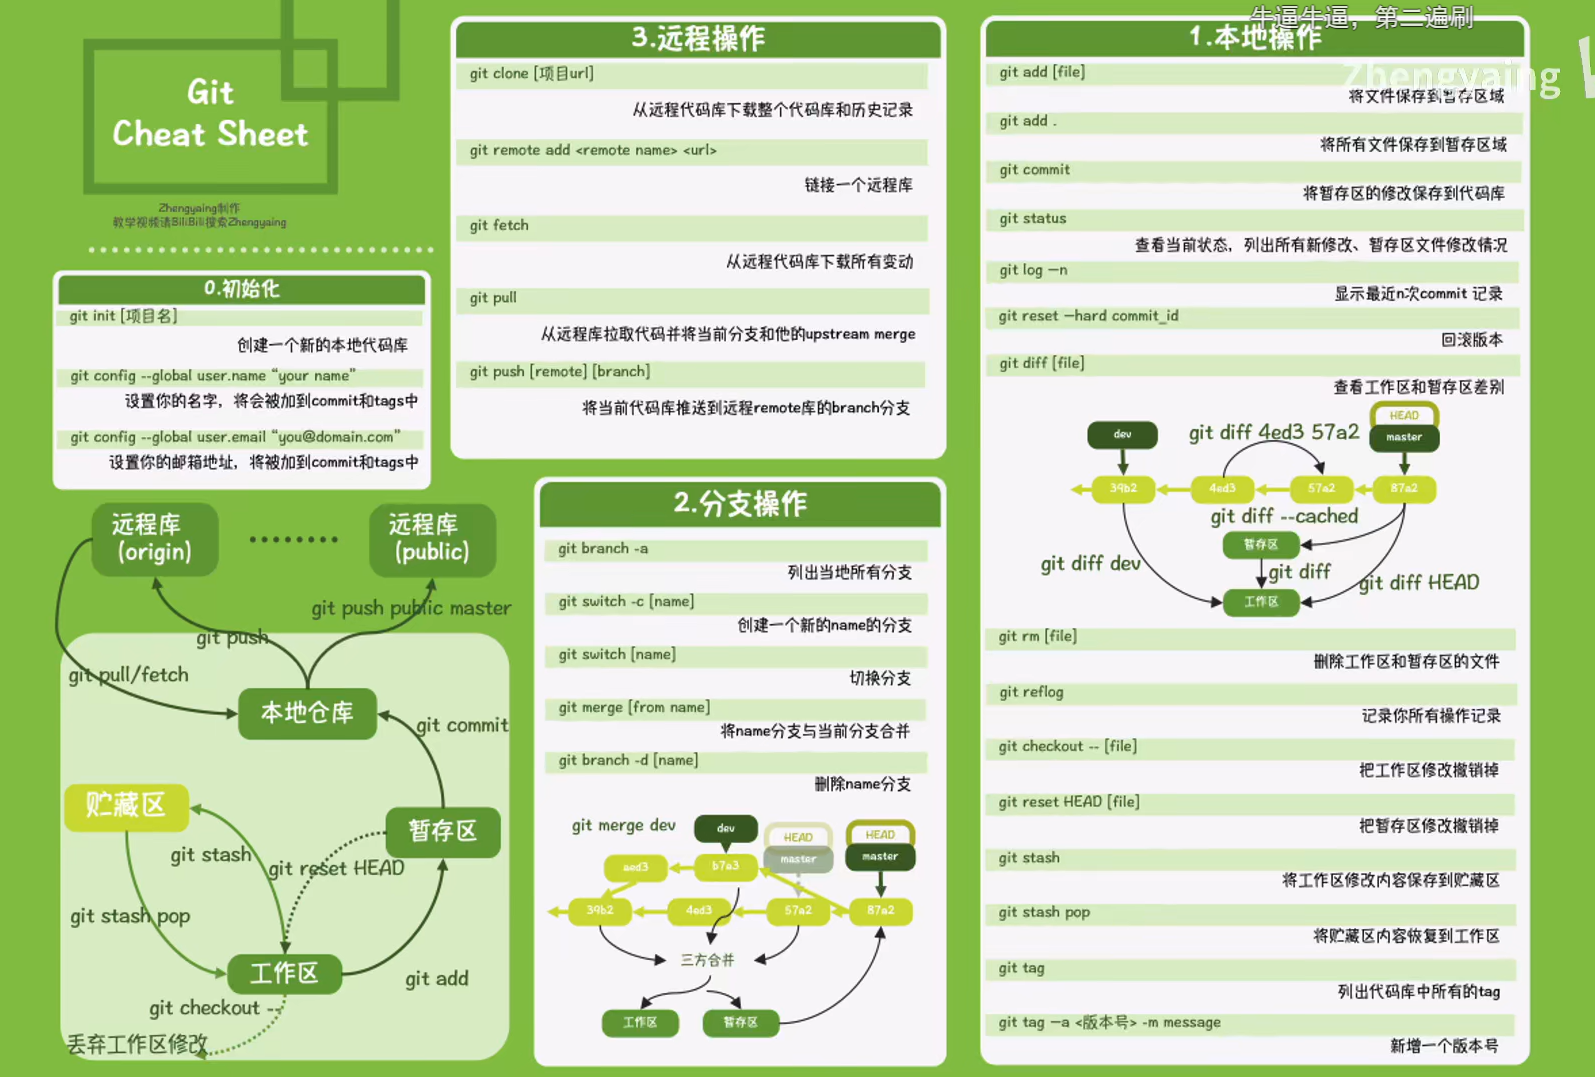 牛逼牛逼，第二遍刷
Zhengyaing
Git
Cheat Sheet
Zhengyaing制作
教学视频请BiliBili搜索Zhengyaing
0.初始化
git init [项目名]
创建一个新的本地代码库
git config --global user.name “your name”
设置你的名字，将会被加到commit和tags中
git config --global user.email “you@domain.com”
设置你的邮箱地址，将被加到commit和tags中
远程库
(origin)
远程库
(public)
git push public master
git push
git pull/fetch
本地仓库
git commit
贮藏区
暂存区
git stash
git reset HEAD
git stash pop
工作区
git add
git checkout --
丢弃工作区修改
3.远程操作
git clone [项目url]
从远程代码库下载整个代码库和历史记录
git remote add <remote name> <url>
链接一个远程库
git fetch
从远程代码库下载所有变动
git pull
从远程库拉取代码并将当前分支和他的upstream merge
git push [remote] [branch]
将当前代码库推送到远程remote库的branch分支
2.分支操作
git branch -a
列出当地所有分支
git switch -c [name]
创建一个新的name的分支
git switch [name]
切换分支
git merge [from name]
将name分支与当前分支合并
git branch -d [name]
删除name分支
git merge dev
dev
HEAD
master
HEAD
master
aed3
b7a3
39b2
4ed3
57a2
87a2
三方合并
工作区
暂存区
1.本地操作
git add [file]
将文件保存到暂存区域
git add .
将所有文件保存到暂存区域
git commit
将暂存区的修改保存到代码库
git status
查看当前状态，列出所有新修改、暂存区文件修改情况
git log —n
显示最近n次commit 记录
git reset —hard commit_id
回滚版本
git diff [file]
查看工作区和暂存区差别
dev
git diff 4ed3 57a2
HEAD
master
39b2
4ed3
57a2
87a2
git diff --cached
暂存区
git diff dev
git diff
git diff HEAD
工作区
git rm [file]
删除工作区和暂存区的文件
git reflog
记录你所有操作记录
git checkout -- [file]
把工作区修改撤销掉
git reset HEAD [file]
把暂存区修改撤销掉
git stash
将工作区修改内容保存到贮藏区
git stash pop
将贮藏区内容恢复到工作区
git tag
列出代码库中所有的tag
git tag —a <版本号> -m message
新增一个版本号